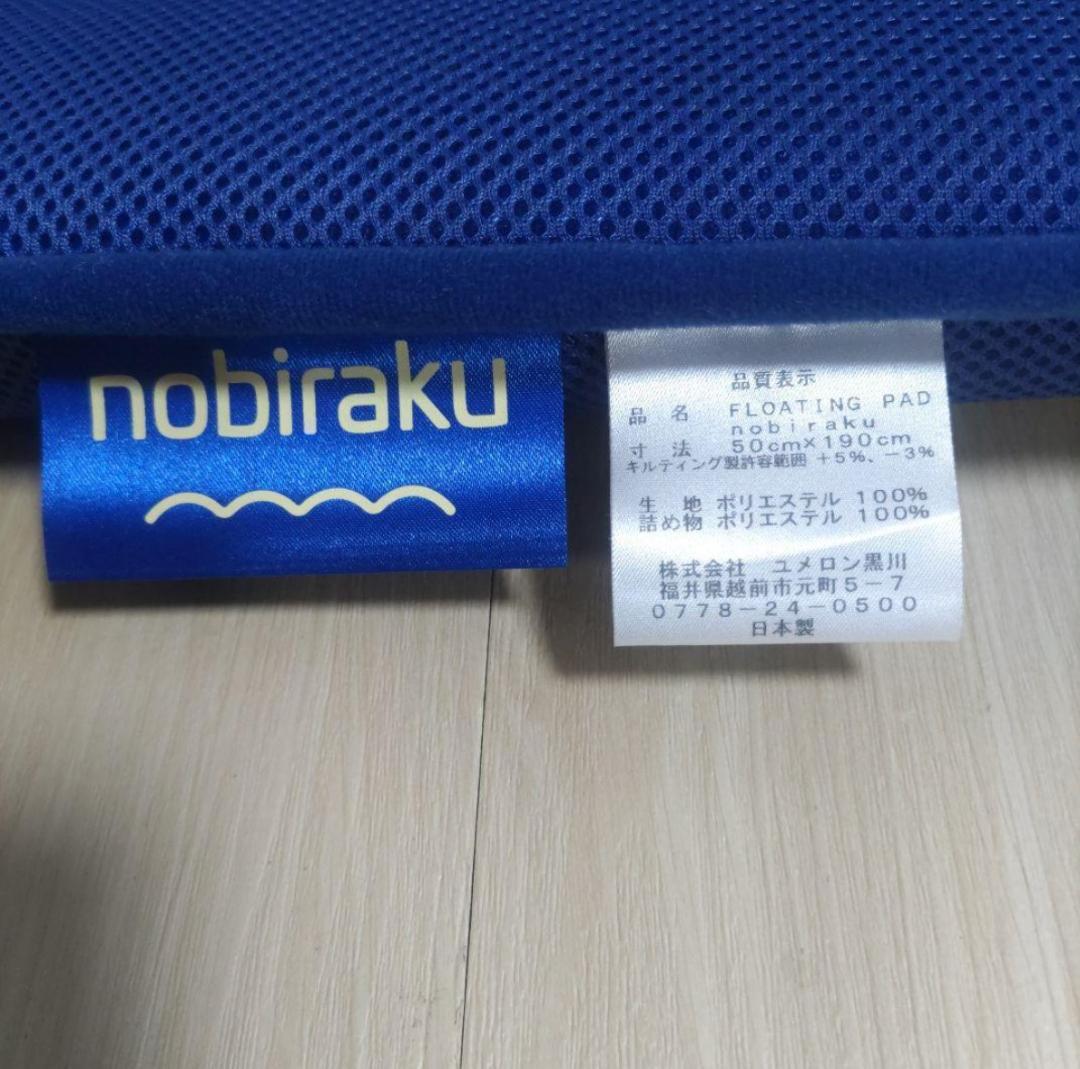 nobiraku
品質表示
品 名 FLOATING PAD
nobiraku
寸 法 50cm×190cm
キルティング製許容範囲 +5%、-3%
生 地 ポリエステル 100%
詰め物 ポリエステル 100%
株式会社 ユメロン黒川
福井県越前市元町5-7
0778-24-0500
日本製